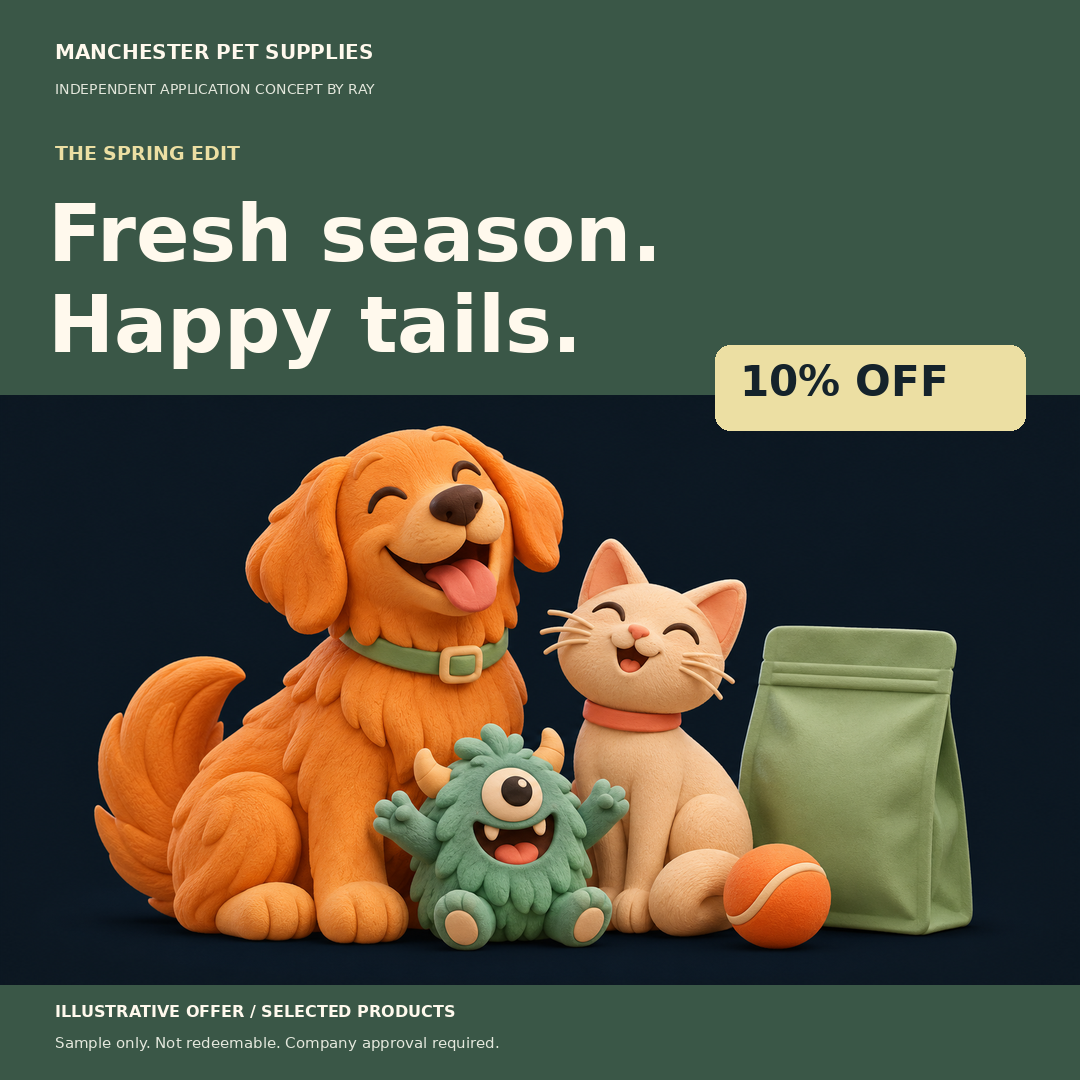 MANCHESTER PET SUPPLIES
INDEPENDENT APPLICATION CONCEPT BY RAY
THE SPRING EDIT
Fresh season.
Happy tails.
10% OFF
ILLUSTRATIVE OFFER / SELECTED PRODUCTS
Sample only. Not redeemable. Company approval required.